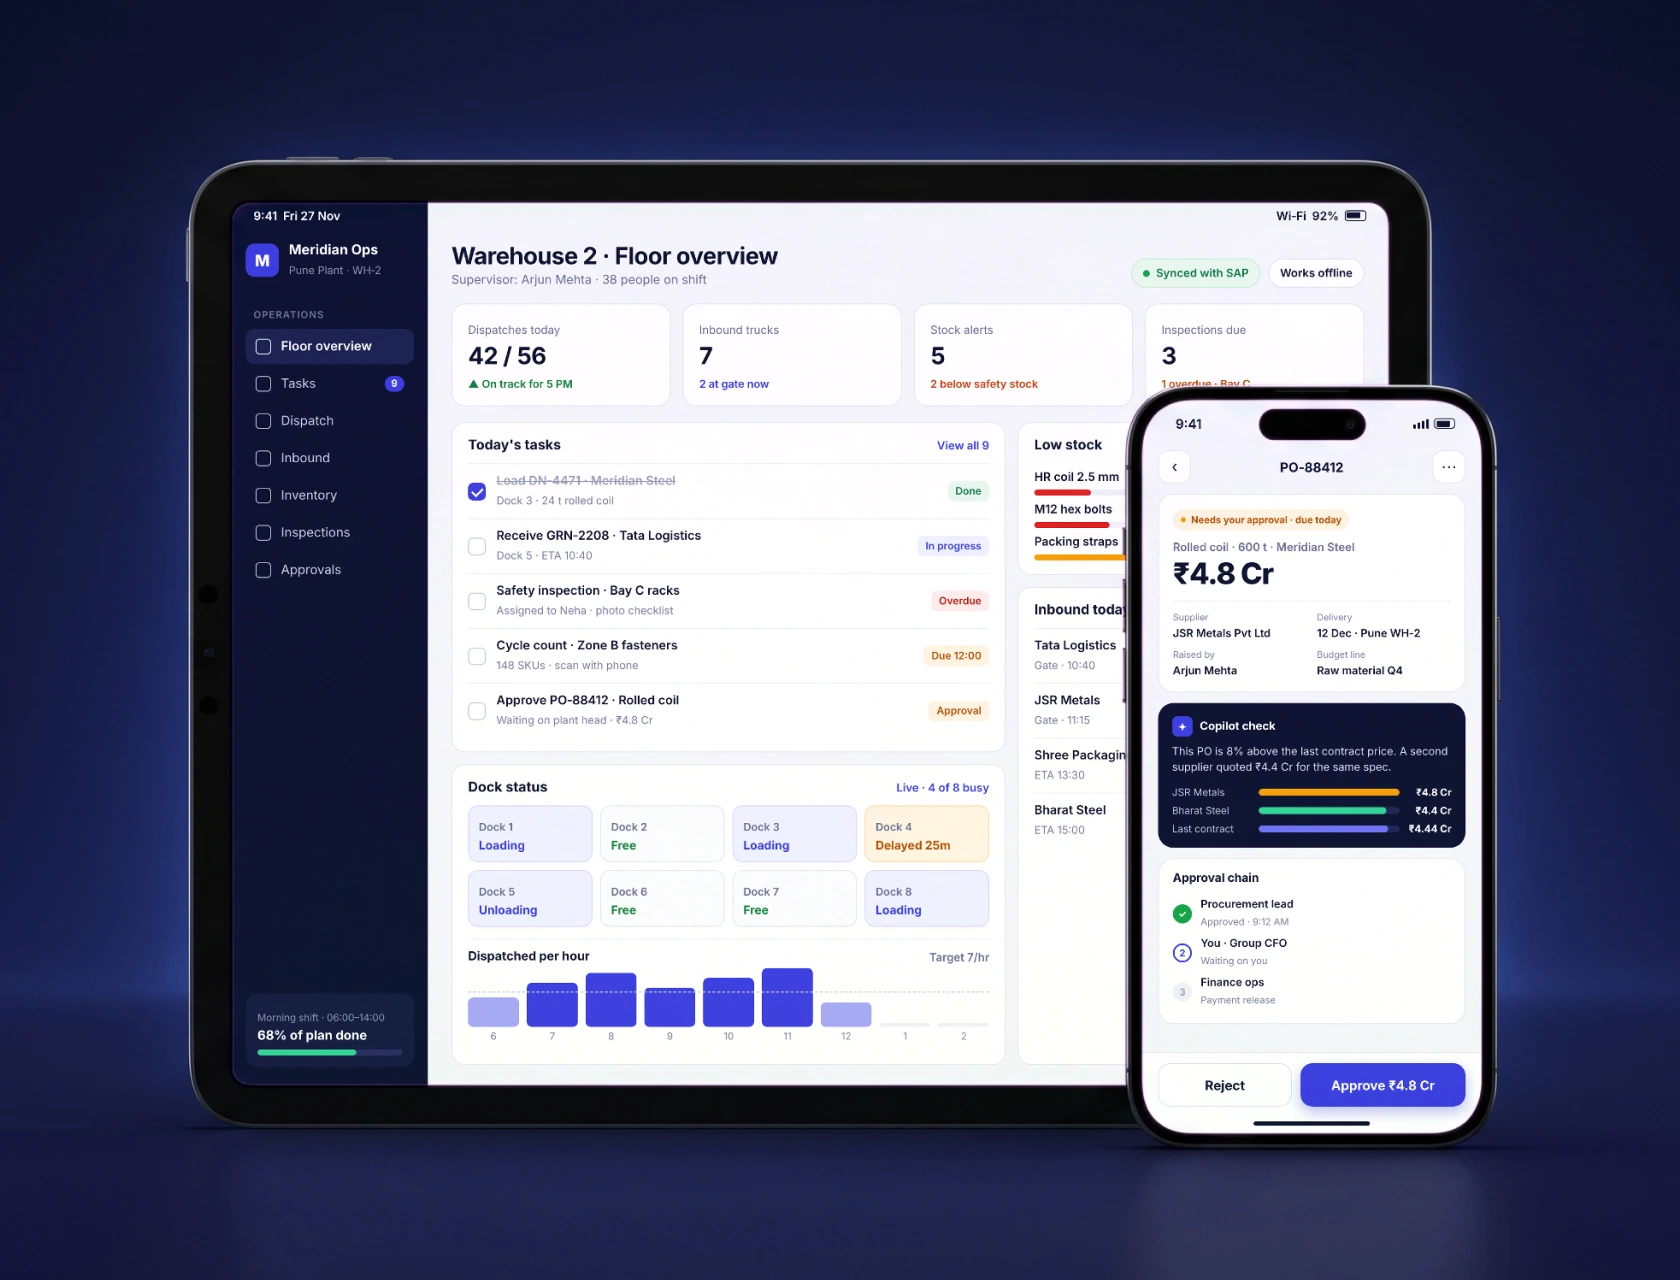 9:41 Fri 27 Nov
Wi-Fi 92%
M
Meridian Ops
Pune Plant · WH-2
OPERATIONS
Floor overview
Tasks 9
Dispatch
Inbound
Inventory
Inspections
Approvals
Morning shift · 06:00–14:00
68% of plan done
Warehouse 2 · Floor overview
Supervisor: Arjun Mehta · 38 people on shift
Synced with SAP
Works offline
Dispatches today
42 / 56
▲ On track for 5 PM
Inbound trucks
7
2 at gate now
Stock alerts
5
2 below safety stock
Inspections due
3
1 overdue · Bay C
Today's tasks
View all 9
Load DN-4471 · Meridian Steel
Dock 3 · 24 t rolled coil
Done
Receive GRN-2208 · Tata Logistics
Dock 5 · ETA 10:40
In progress
Safety inspection · Bay C racks
Assigned to Neha · photo checklist
Overdue
Cycle count · Zone B fasteners
148 SKUs · scan with phone
Due 12:00
Approve PO-88412 · Rolled coil
Waiting on plant head · ₹4.8 Cr
Approval
Dock status
Live · 4 of 8 busy
Dock 1
Loading
Dock 2
Free
Dock 3
Loading
Dock 4
Delayed 25m
Dock 5
Unloading
Dock 6
Free
Dock 7
Free
Dock 8
Loading
Dispatched per hour
Target 7/hr
6 7 8 9 10 11 12 1 2
Low stock
HR coil 2.5 mm
M12 hex bolts
Packing straps
Inbound today
Tata Logistics
Gate · 10:40
JSR Metals
Gate · 11:15
Shree Packagin
ETA 13:30
Bharat Steel
ETA 15:00
9:41
‹
PO-88412
···
Needs your approval · due today
Rolled coil · 600 t · Meridian Steel
₹4.8 Cr
Supplier
JSR Metals Pvt Ltd
Delivery
12 Dec · Pune WH-2
Raised by
Arjun Mehta
Budget line
Raw material Q4
Copilot check
This PO is 8% above the last contract price. A second
supplier quoted ₹4.4 Cr for the same spec.
JSR Metals ₹4.8 Cr
Bharat Steel ₹4.4 Cr
Last contract ₹4.44 Cr
Approval chain
Procurement lead
Approved · 9:12 AM
2
You · Group CFO
Waiting on you
3
Finance ops
Payment release
Reject
Approve ₹4.8 Cr